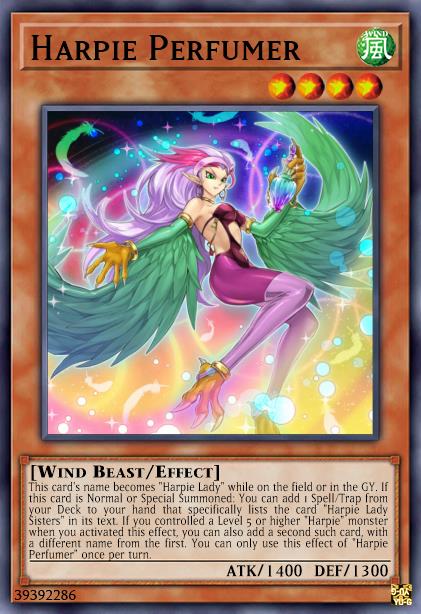 Harpie Perfumer
WIND
風
[Wind Beast/Effect]
This card's name becomes "Harpie Lady" while on the field or in the GY. If
this card is Normal or Special Summoned: You can add 1 Spell/Trap from
your Deck to your hand that specifically lists the card "Harpie Lady
Sisters" in its text. If you controlled a Level 5 or higher "Harpie" monster
when you activated this effect, you can also add a second such card, with
a different name from the first. You can only use this effect of "Harpie
Perfumer" once per turn.
ATK/1400 DEF/1300
39392286